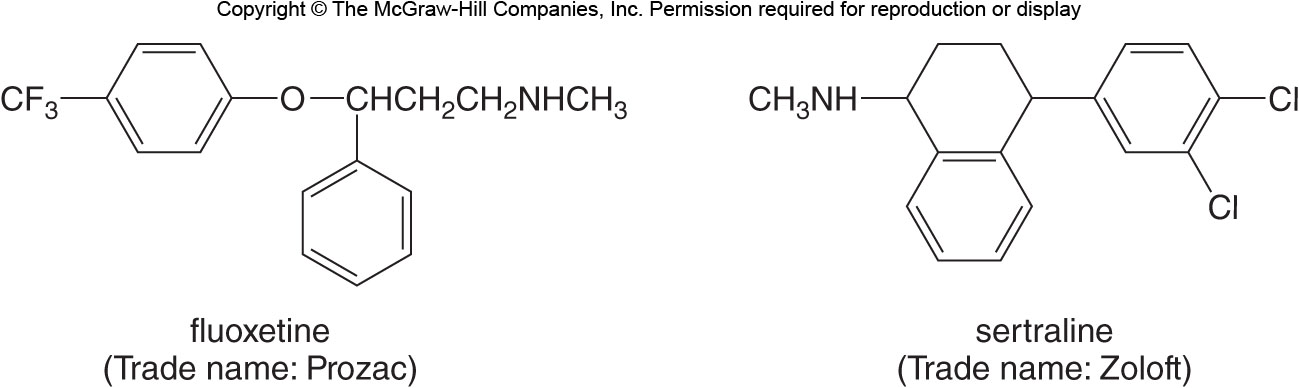 Copyright © The McGraw-Hill Companies, Inc. Permission required for reproduction or display
CF₃
O
CHCH₂CH₂NHCH₃
fluoxetine
(Trade name: Prozac)
CH₃NH
Cl
Cl
sertraline
(Trade name: Zoloft)